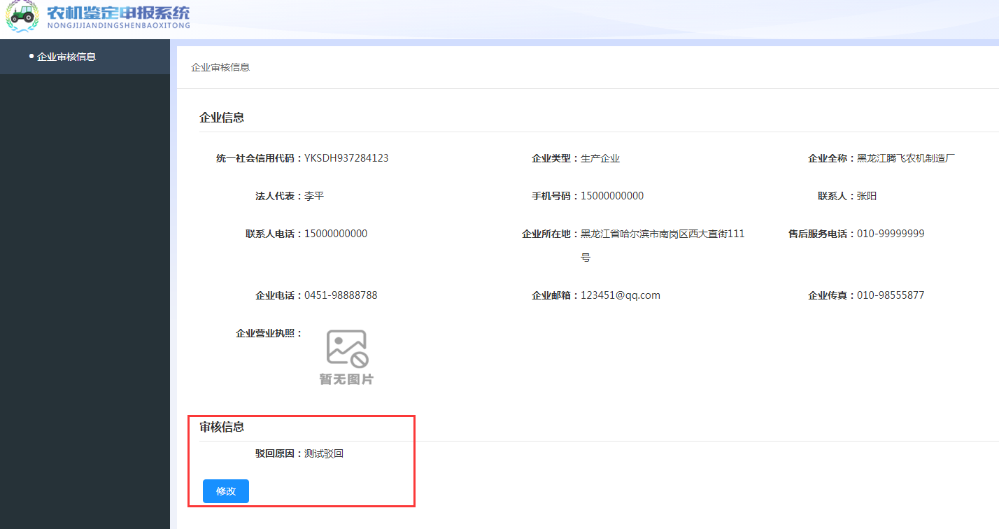 农机鉴定申报系统
NONGJIJIANDINGSHENBAOXITONG
企业审核信息
企业审核信息
企业信息
统一社会信用代码：YKSDH937284123
企业类型：生产企业
企业全称：黑龙江腾飞农机制造厂
法人代表：李平
手机号码：15000000000
联系人：张阳
联系人电话：15000000000
企业所在地：黑龙江省哈尔滨市南岗区西大直街111
号
售后服务电话：010-99999999
企业电话：0451-98888788
企业邮箱：123451@qq.com
企业传真：010-98555877
企业营业执照：
暂无图片
审核信息
驳回原因：测试驳回
修改